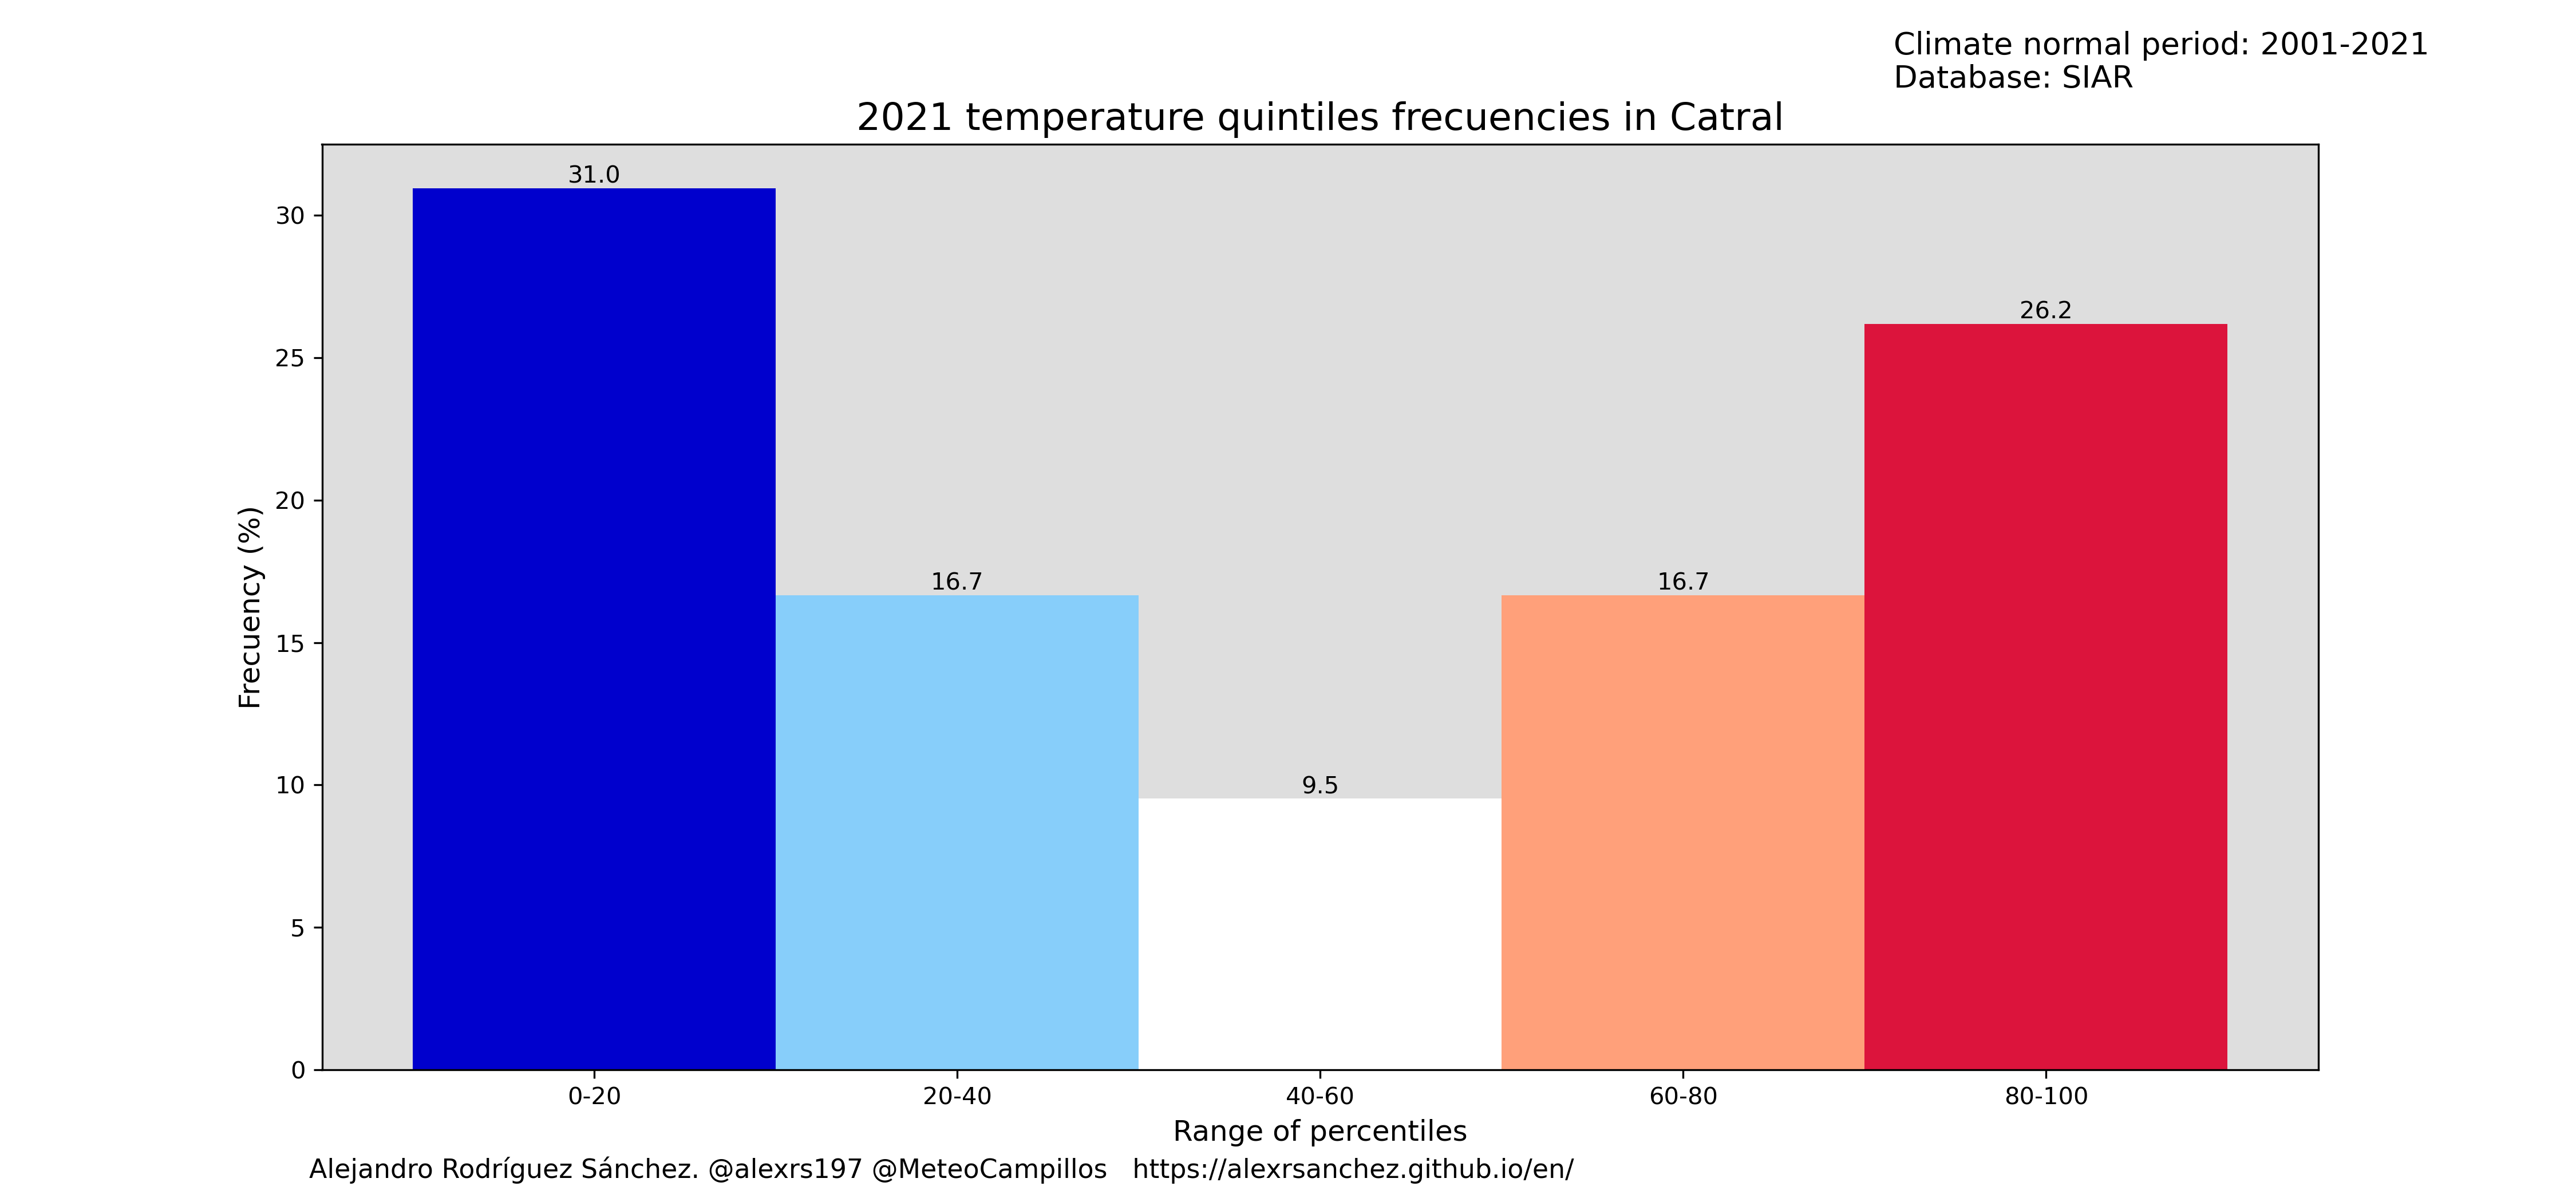 Climate normal period: 2001-2021
Database: SIAR
2021 temperature quintiles frecuencies in Catral
31.0
26.2
16.7
16.7
9.5
30
25
20
15
10
5
0
Frecuency (%)
0-20 20-40 40-60 60-80 80-100
Range of percentiles
Alejandro Rodríguez Sánchez. @alexrs197 @MeteoCampillos https://alexrsanchez.github.io/en/